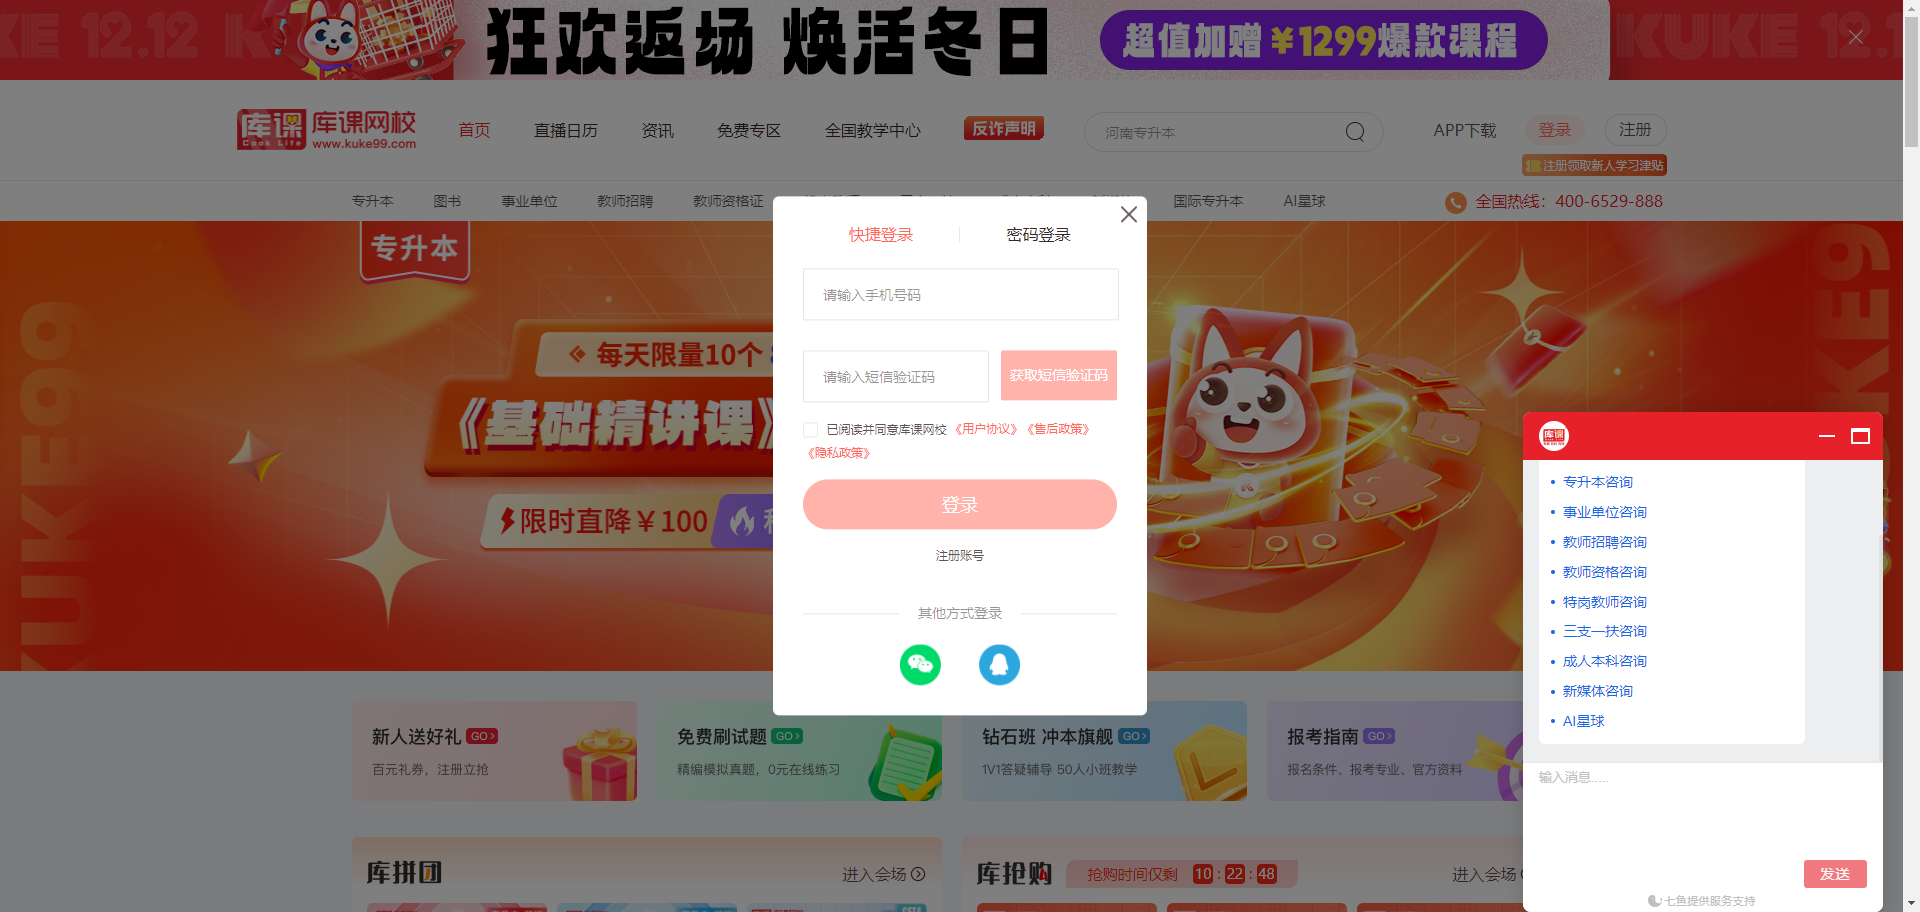 KE 12.12 K
狂欢返场 焕活冬日
超值加赠￥1299爆款课程
KUKE 12.1
库课
Cook Life
库课网校
www.kuke99.com
首页
直播日历
资讯
免费专区
全国教学中心
反诈声明
河南专升本
APP下载
登录
注册
注册领取新人学习津贴
专升本
图书
事业单位
教师招聘
教师资格证
国际专升本
AI星球
全国热线：400-6529-888
专升本
每天限量10个
《基础精讲课》
限时直降￥100
KUKE99
快捷登录
密码登录
请输入手机号码
请输入短信验证码
获取短信验证码
已阅读并同意库课网校 《用户协议》《售后政策》
《隐私政策》
登录
注册账号
其他方式登录
库课
专升本咨询
事业单位咨询
教师招聘咨询
教师资格咨询
特岗教师咨询
三支一扶咨询
成人本科咨询
新媒体咨询
AI星球
输入消息.....
发送
七鱼提供服务支持
新人送好礼 GO
百元礼券，注册立抢
免费刷试题 GO
精编模拟真题，0元在线练习
钻石班 冲本旗舰 GO
1V1答疑辅导 50人小班教学
报考指南 GO
报名条件、报考专业、官方资料
库拼团
进入会场
库抢购
抢购时间仅剩 10 : 22 : 48
进入会场